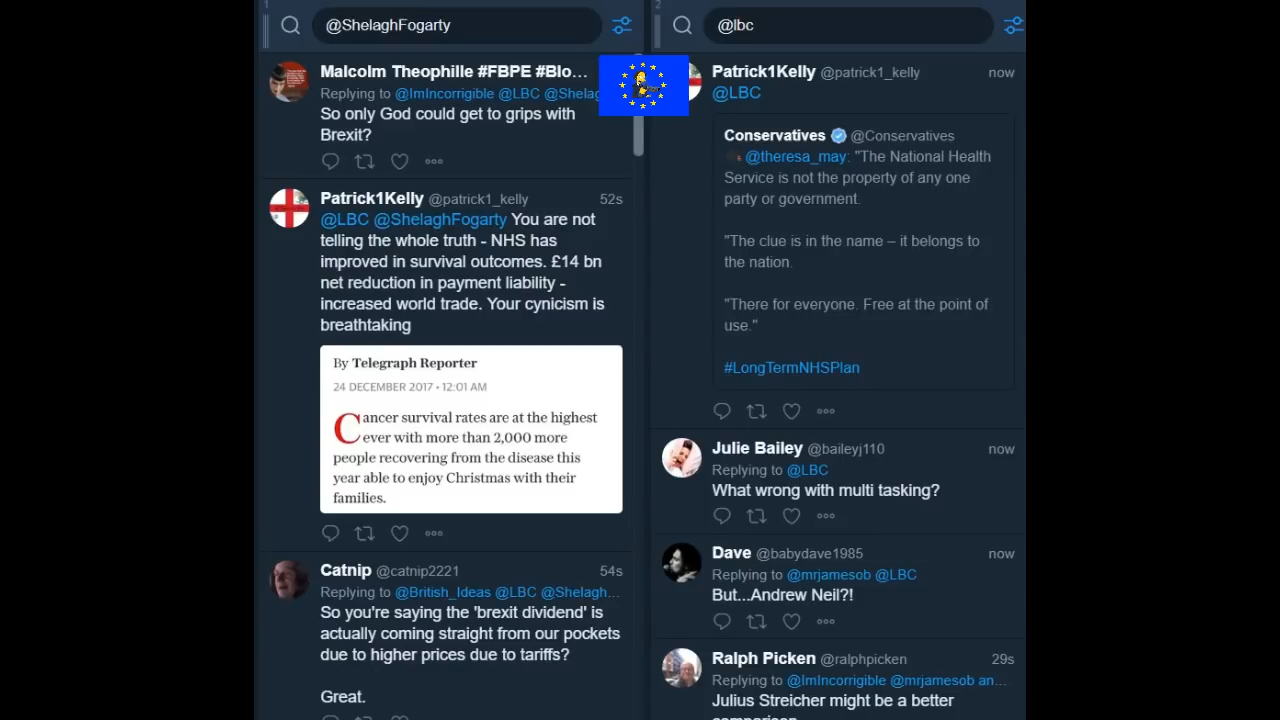 1
@ShelaghFogarty
Malcolm Theophille #FBPE #Blo...
Replying to @ImIncorrigible @LBC @Shelag
So only God could get to grips with
Brexit?
Patrick1Kelly @patrick1_kelly 52s
@LBC @ShelaghFogarty You are not
telling the whole truth - NHS has
improved in survival outcomes. £14 bn
net reduction in payment liability -
increased world trade. Your cynicism is
breathtaking
By Telegraph Reporter
24 DECEMBER 2017 • 12:01 AM
Cancer survival rates are at the highest
ever with more than 2,000 more
people recovering from the disease this
year able to enjoy Christmas with their
families.
Catnip @catnip2221 54s
Replying to @British_Ideas @LBC @Shelagh...
So you're saying the 'brexit dividend' is
actually coming straight from our pockets
due to higher prices due to tariffs?
Great.
2
@lbc
Patrick1Kelly @patrick1_kelly now
@LBC
Conservatives @Conservatives
@theresa_may: "The National Health
Service is not the property of any one
party or government.
"The clue is in the name – it belongs to
the nation.
"There for everyone. Free at the point of
use."
#LongTermNHSPlan
Julie Bailey @baileyj110 now
Replying to @LBC
What wrong with multi tasking?
Dave @babydave1985 now
Replying to @mrjamesob @LBC
But...Andrew Neil?!
Ralph Picken @ralphpicken 29s
Replying to @ImIncorrigible @mrjamesob an...
Julius Streicher might be a better
comparison